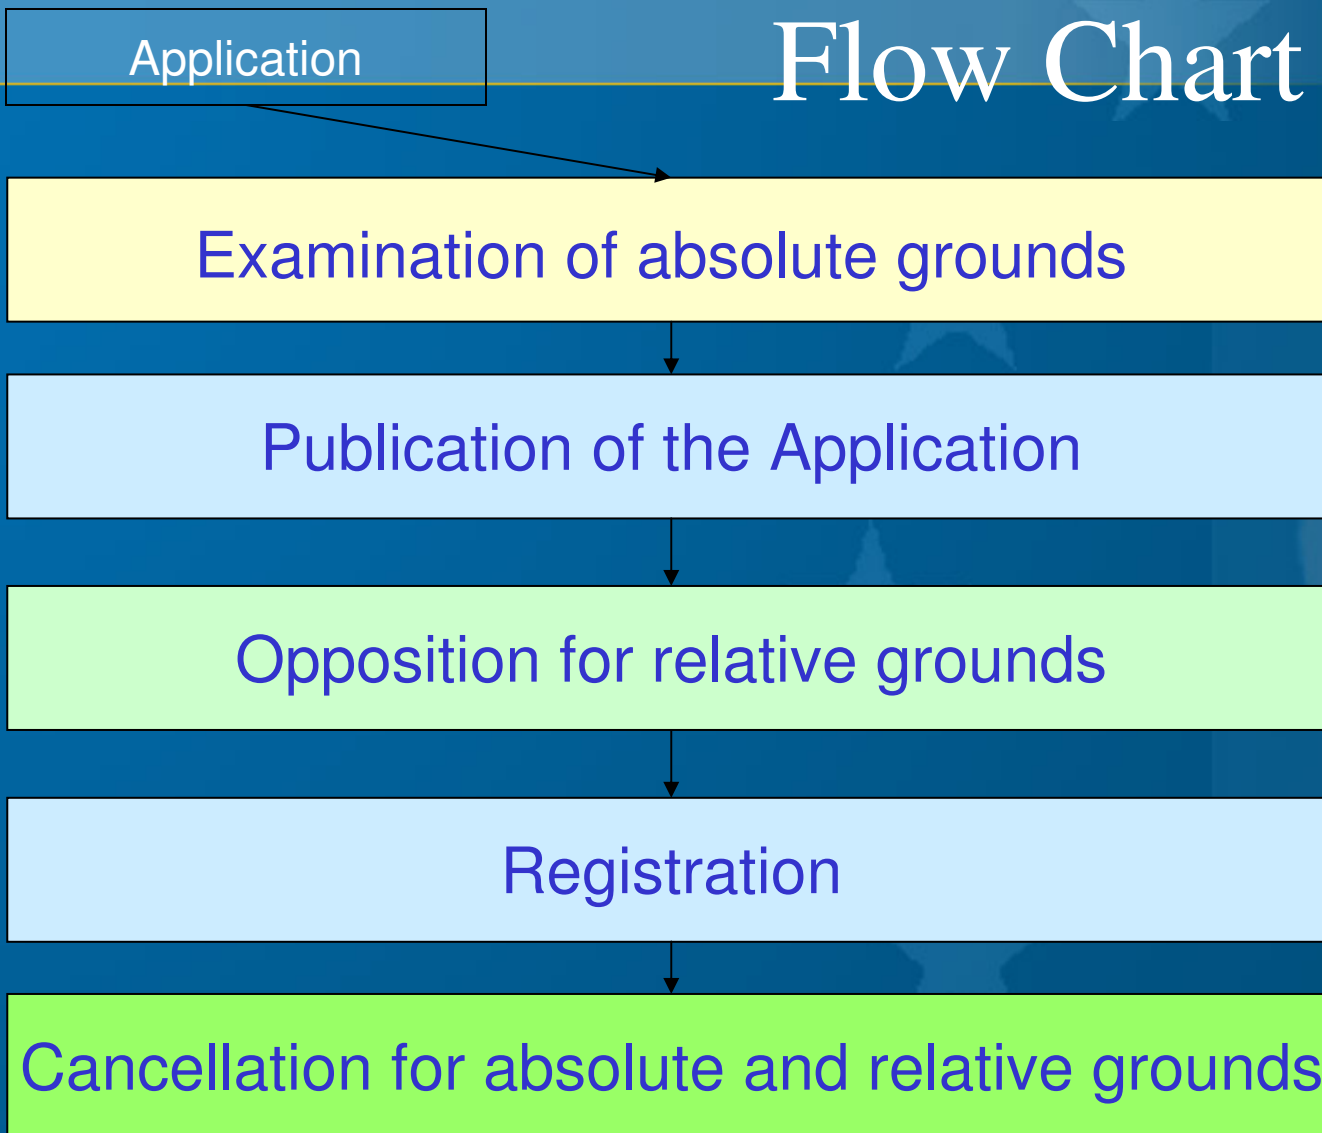 Flow Chart
Application
Examination of absolute grounds
Publication of the Application
Opposition for relative grounds
Registration
Cancellation for absolute and relative grounds